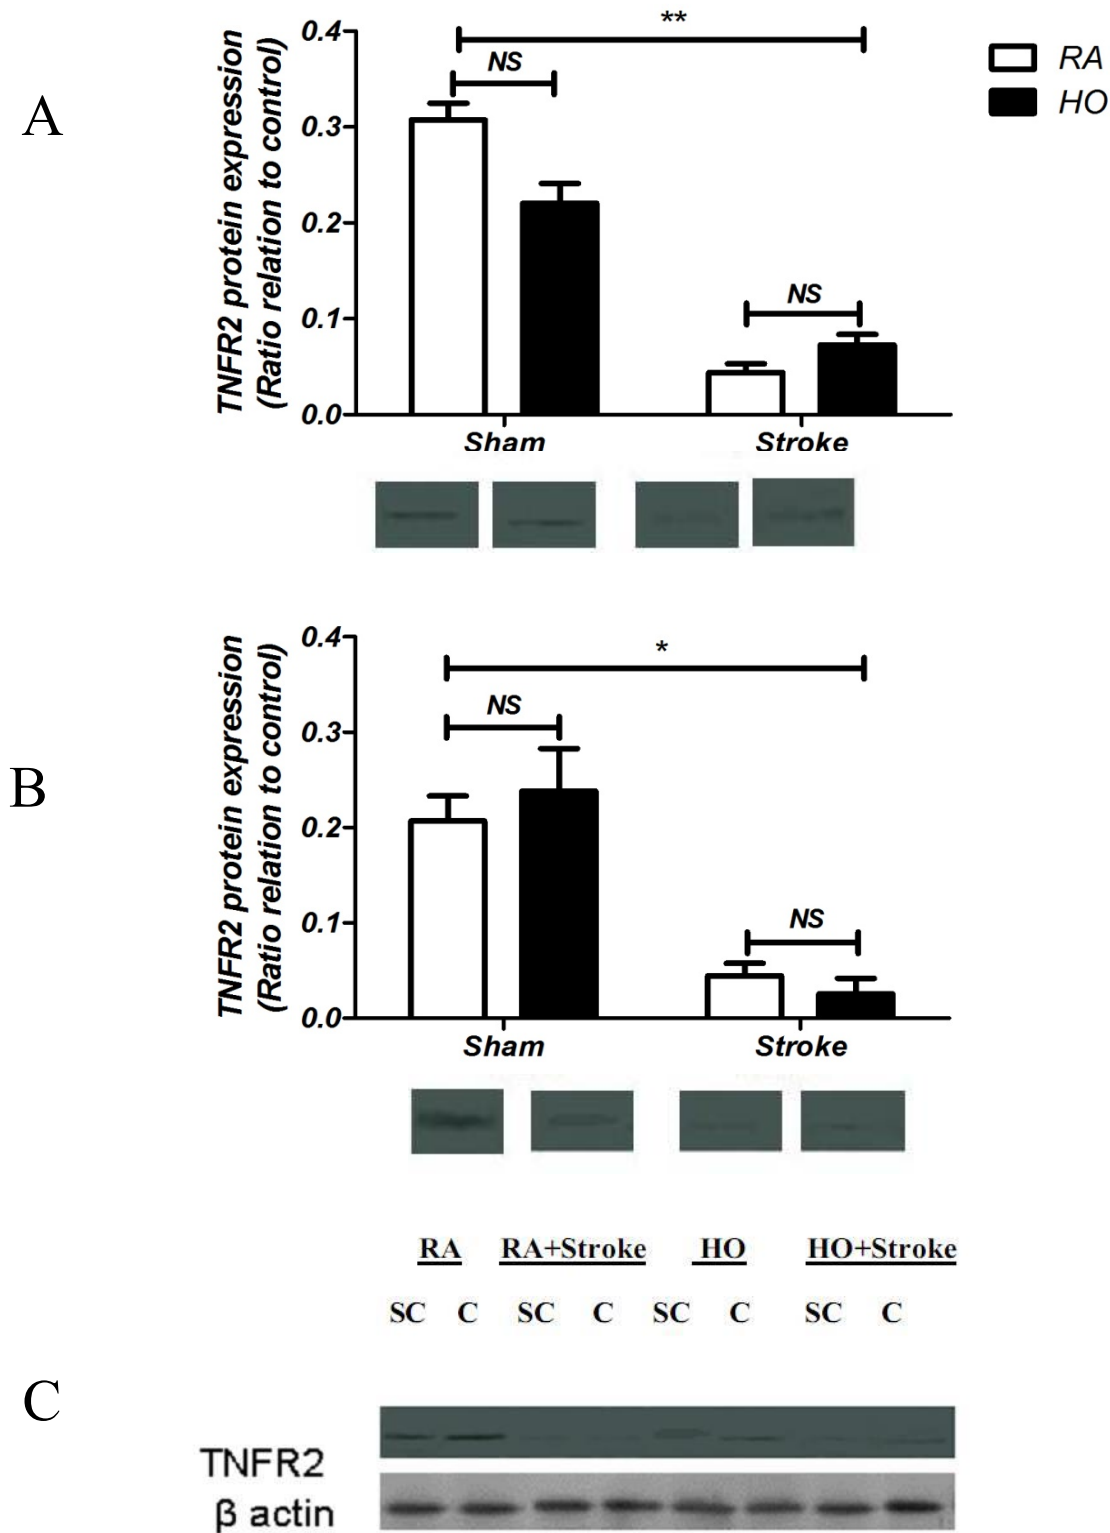 A
TNFR2 protein expression
(Ratio relation to control)
0.4
0.3
0.2
0.1
0.0
**
NS
NS
RA
HO
Sham Stroke
B
TNFR2 protein expression
(Ratio relation to control)
0.4
0.3
0.2
0.1
0.0
*
NS
NS
Sham Stroke
RA RA+Stroke HO HO+Stroke
SC C SC C SC C SC C
C
TNFR2
β actin